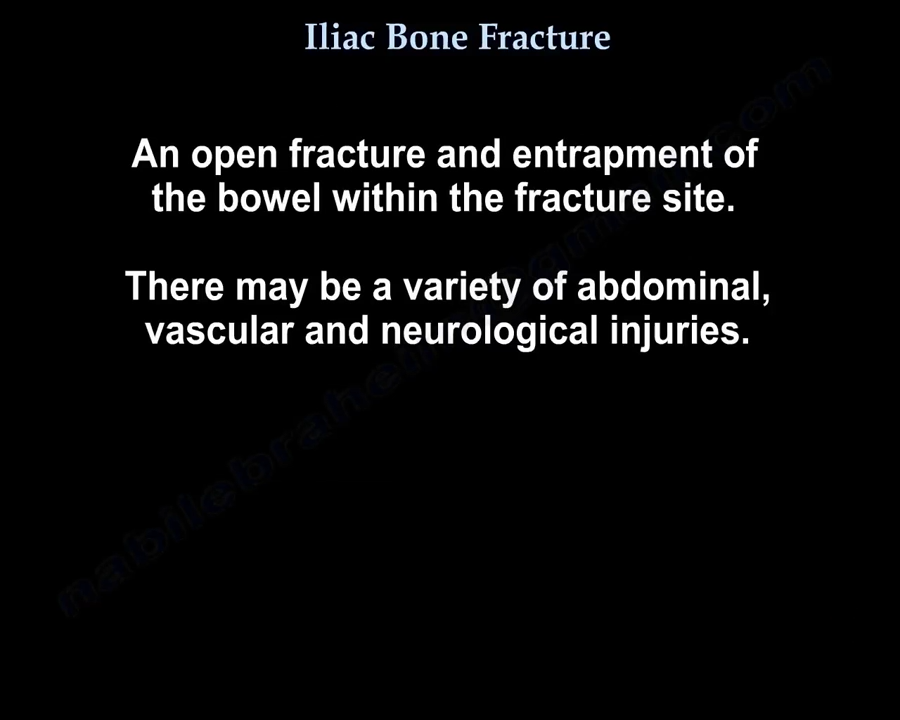 Iliac Bone Fracture
An open fracture and entrapment of
the bowel within the fracture site.
There may be a variety of abdominal,
vascular and neurological injuries.